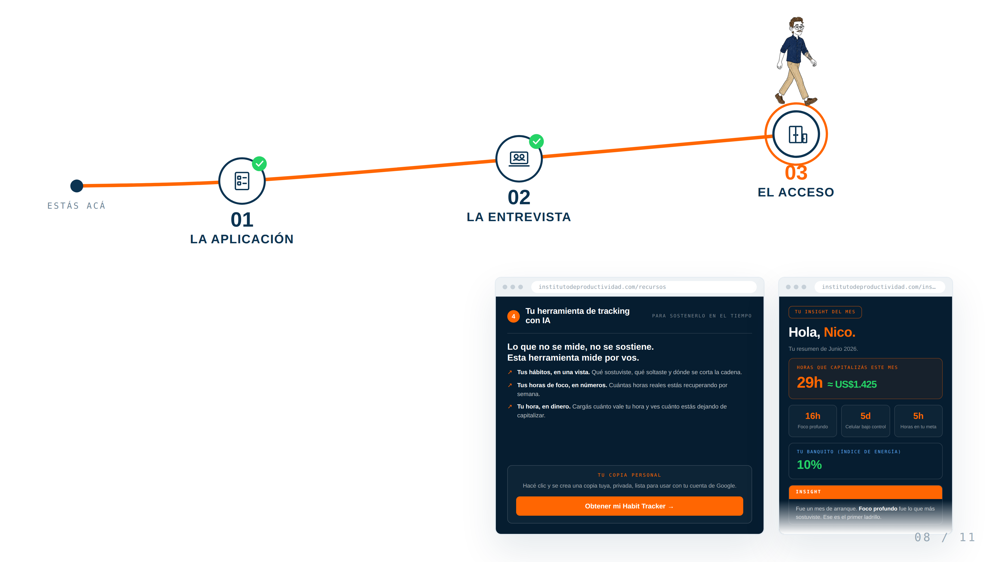 ESTÁS ACÁ
01
LA APLICACIÓN
02
LA ENTREVISTA
03
EL ACCESO
institutodeproductividad.com/recursos
4
Tu herramienta de tracking
con IA
PARA SOSTENERLO EN EL TIEMPO
Lo que no se mide, no se sostiene.
Esta herramienta mide por vos.
↗ Tus hábitos, en una vista. Qué sostuviste, qué soltaste y dónde se corta la cadena.
↗ Tus horas de foco, en números. Cuántas horas reales estás recuperando por
semana.
↗ Tu hora, en dinero. Cargás cuánto vale tu hora y ves cuánto estás dejando de
capitalizar.
TU COPIA PERSONAL
Hacé clic y se crea una copia tuya, privada, lista para usar con tu cuenta de Google.
Obtener mi Habit Tracker →
institutodeproductividad.com/ins…
TU INSIGHT DEL MES
Hola, Nico.
Tu resumen de Junio 2026.
HORAS QUE CAPITALIZÁS ESTE MES
29h ≈ US$1.425
16h
Foco profundo
5d
Celular bajo control
5h
Horas en tu meta
TU BANQUITO (ÍNDICE DE ENERGÍA)
10%
INSIGHT
Fue un mes de arranque. Foco profundo fue lo que más
sostuviste. Ese es el primer ladrillo.
08 / 11